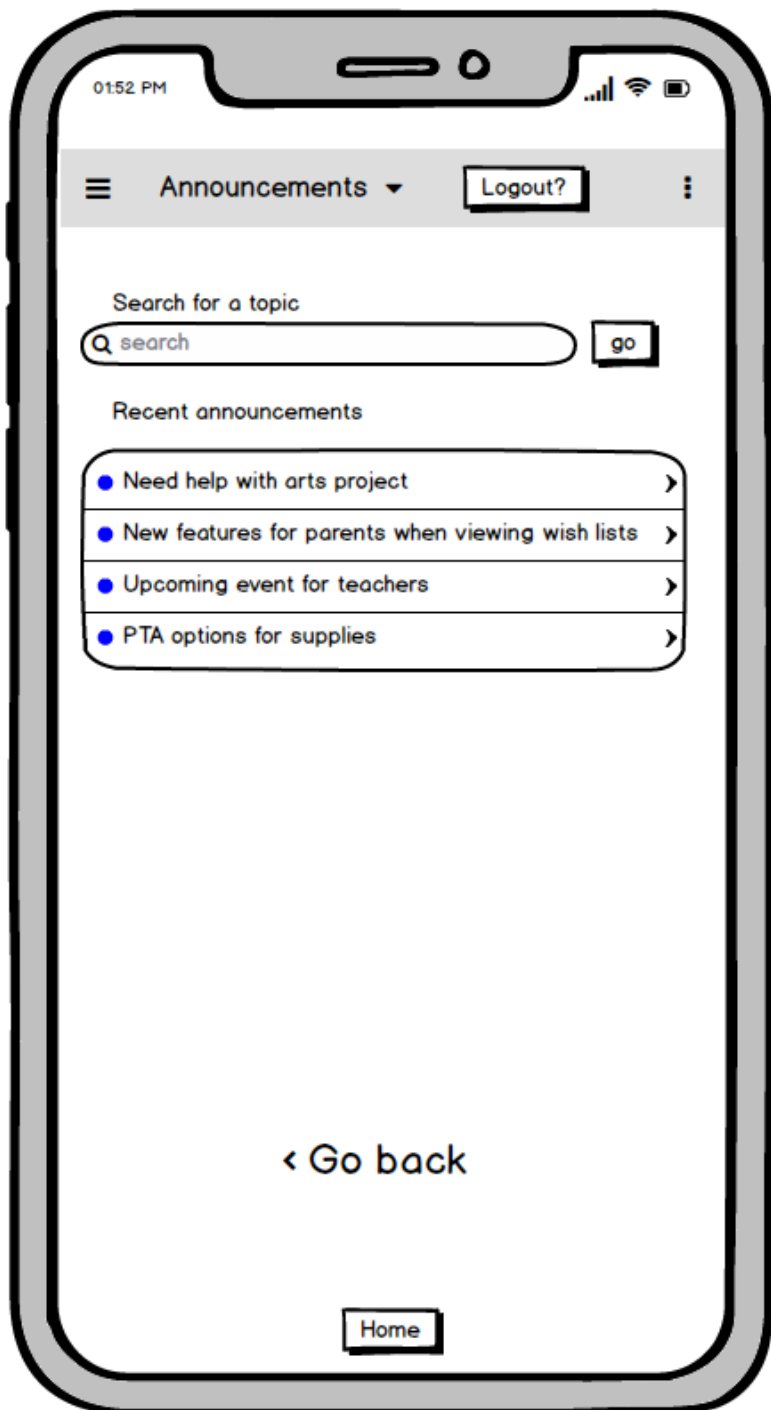 01:52 PM
Announcements Logout?
Search for a topic
search go
Recent announcements
Need help with arts project
New features for parents when viewing wish lists
Upcoming event for teachers
PTA options for supplies
Go back
Home